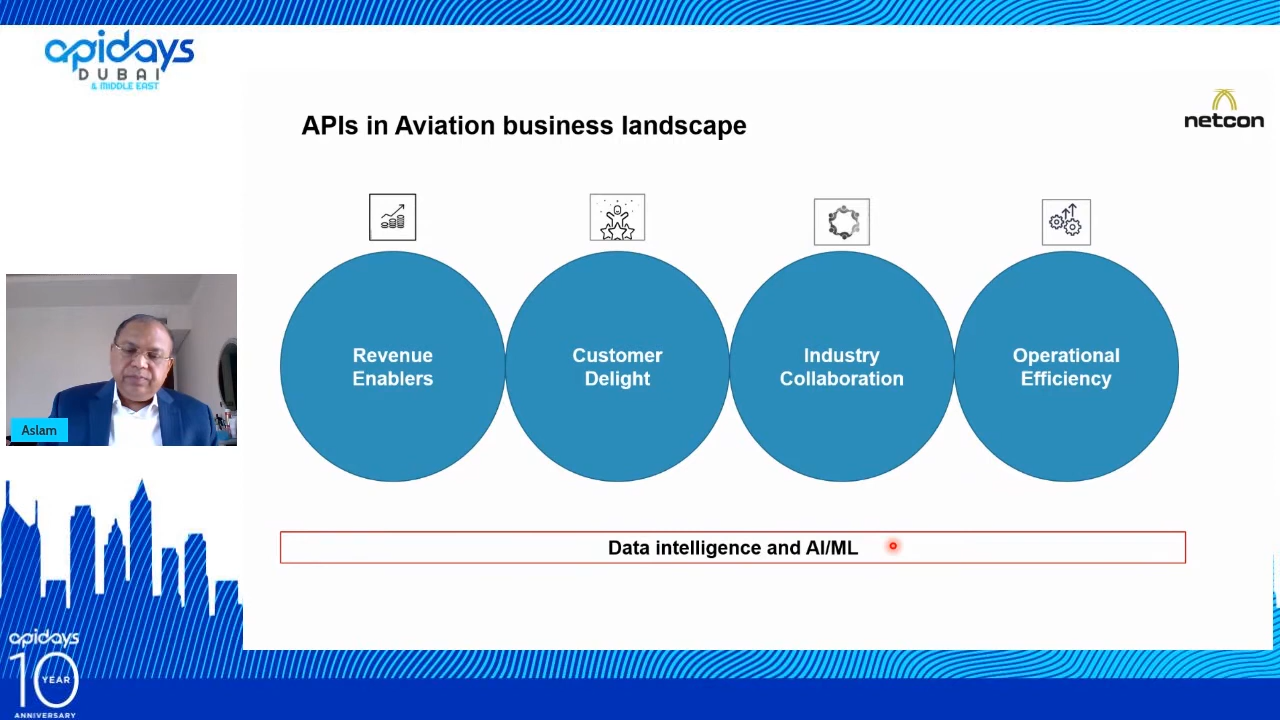 apidays
DUBAI
& MIDDLE EAST
netcon
APIs in Aviation business landscape
Revenue
Enablers
Customer
Delight
Industry
Collaboration
Operational
Efficiency
Aslam
Data intelligence and AI/ML
apidays
10
YEAR
ANNIVERSARY